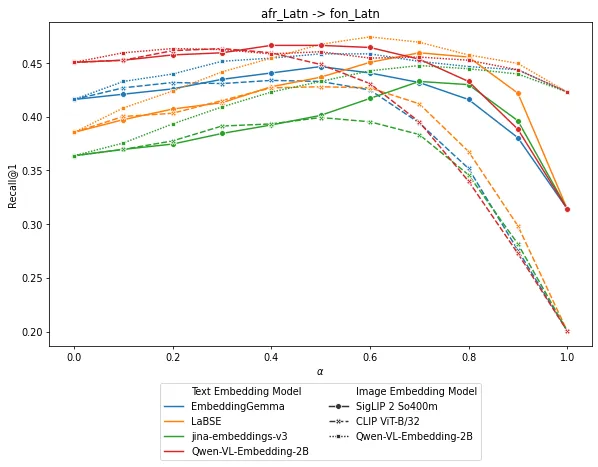 afr_Latn -> fon_Latn
Recall@1
0.45
0.40
0.35
0.30
0.25
0.20
0.0
0.2
0.4
0.6
0.8
1.0
α
Text Embedding Model
EmbeddingGemma
LaBSE
jina-embeddings-v3
Qwen-VL-Embedding-2B
Image Embedding Model
SigLIP 2 So400m
CLIP ViT-B/32
Qwen-VL-Embedding-2B